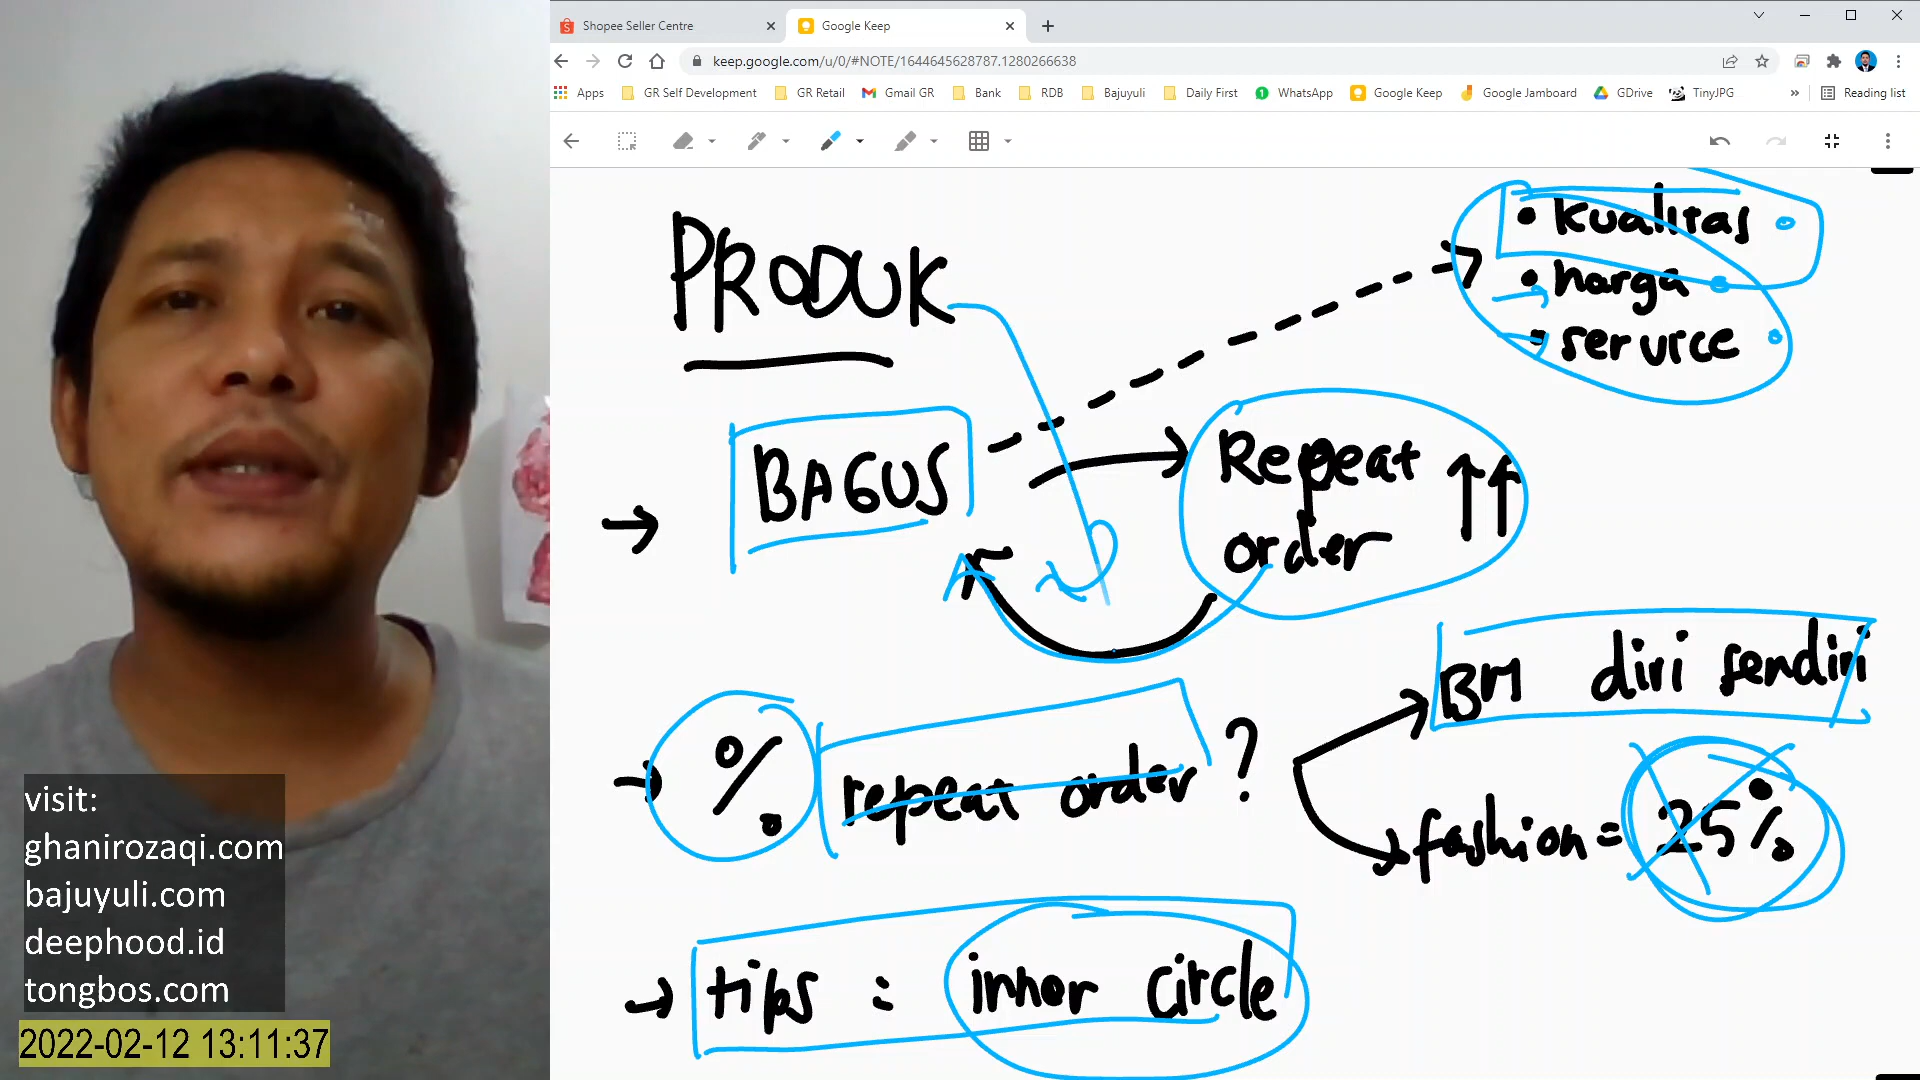 Shopee Seller Centre
Google Keep
keep.google.com/u/0/#NOTE/1644645628787.1280266638
Apps
GR Self Development
GR Retail
Gmail GR
Bank
RDB
Bajuyuli
Daily First
WhatsApp
Google Keep
Google Jamboard
GDrive
TinyJPG
»
Reading list
PRODUK
• kualitas
• harga
• service
BAGUS
Repeat
order
BM diri sendiri
% repeat order ?
fashion = 25%
tips : inner circle
visit:
ghanirozaqi.com
bajuyuli.com
deephood.id
tongbos.com
2022-02-12 13:11:37